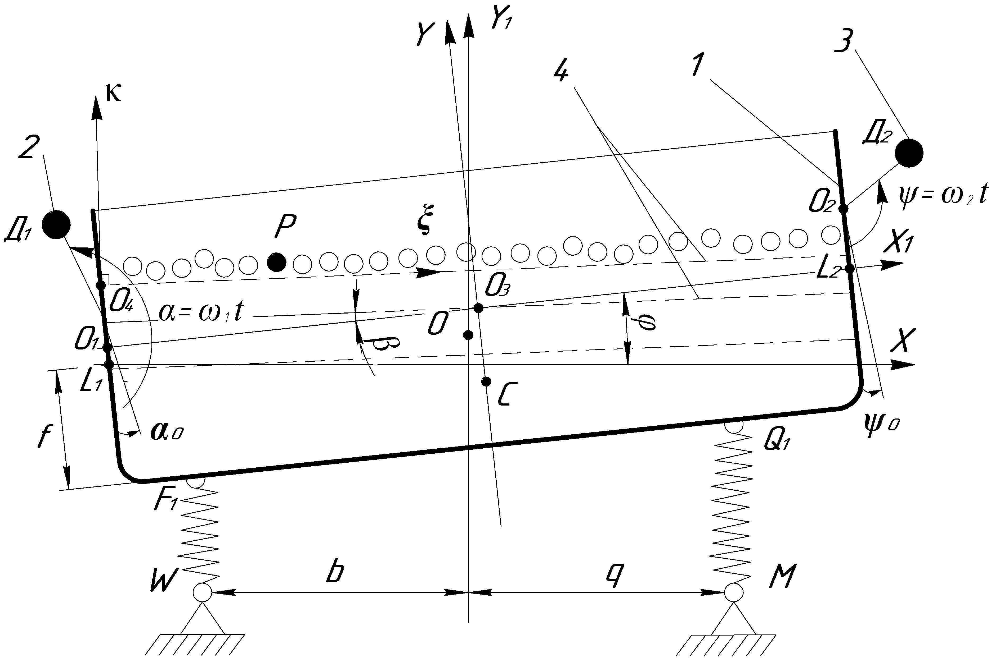 Y
Y₁
3
4
1
к
2
Д₂
Д₁
P
ξ
O₂
ψ = ω₂ t
X₁
L₂
O₃
O₄
α = ω₁ t
O
φ
O₁
β
X
L₁
C
f
α₀
ψ₀
Q₁
F₁
W
b
q
M